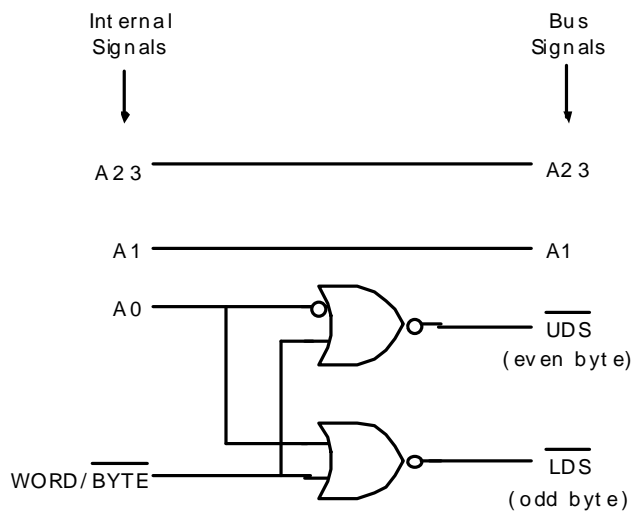 Internal Signals
Bus Signals
A23
A23
A1
A1
A0
UDS
(even byte)
WORD/BYTE
LDS
(odd byte)